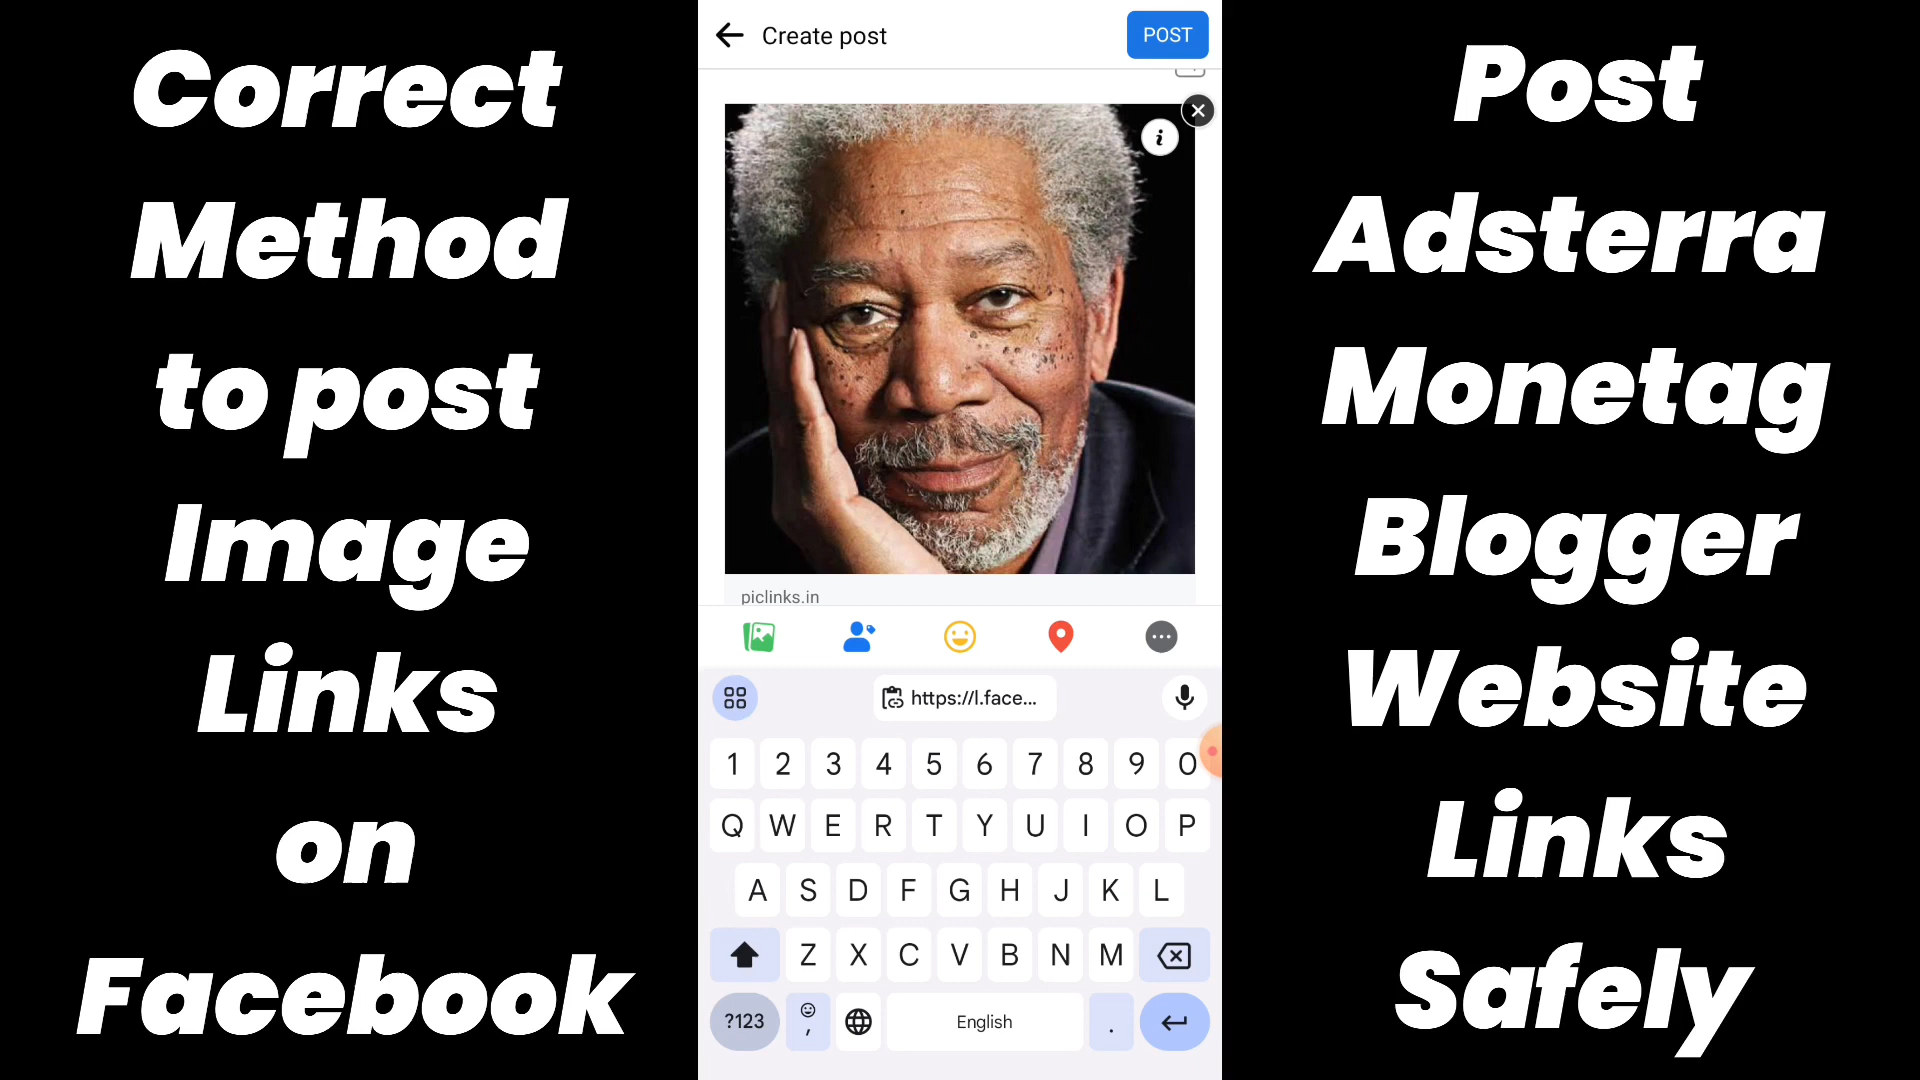 Correct
Method
to post
Image
Links
on
Facebook
Create post
POST
i
piclinks.in
https://l.face...
1 2 3 4 5 6 7 8 9 0
Q W E R T Y U I O P
A S D F G H J K L
Z X C V B N M
?123 , English .
Post
Adsterra
Monetag
Blogger
Website
Links
Safely